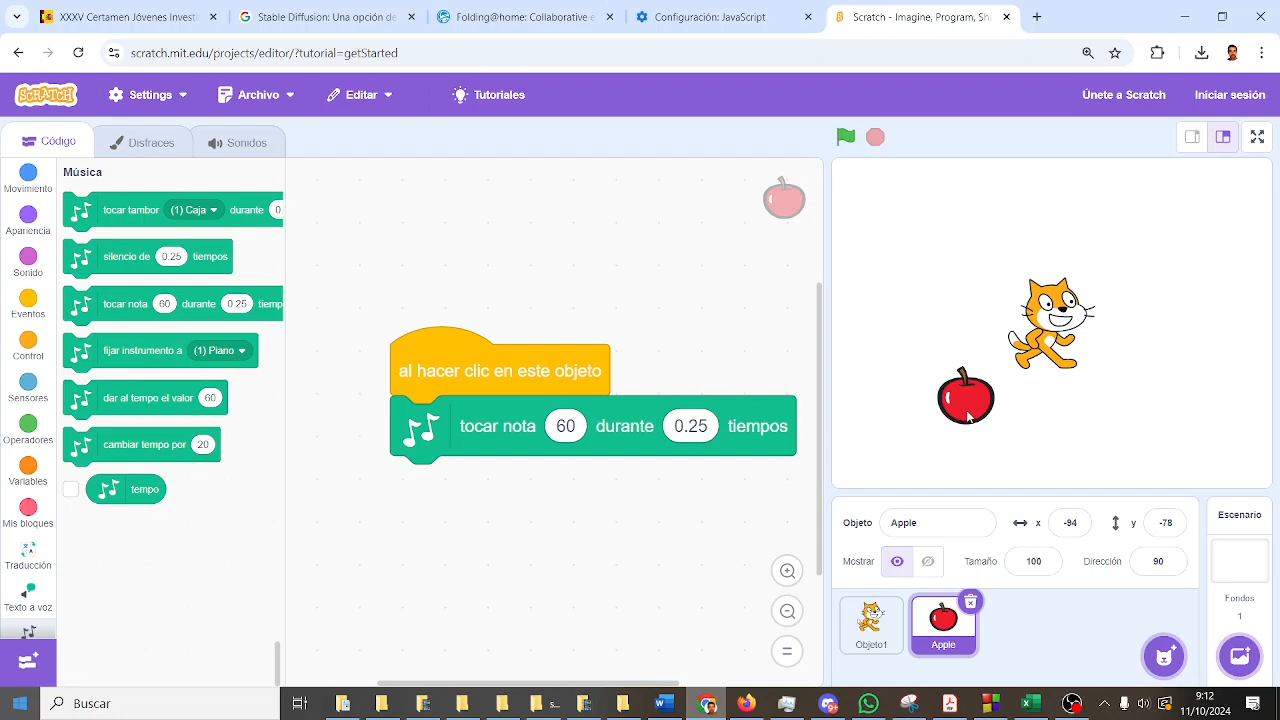 XXXV Certamen Jóvenes Investi
Stable Diffusion: Una opción de
Folding@home: Collaborative e
Configuración: JavaScript
Scratch - Imagine, Program, Sh
scratch.mit.edu/projects/editor/?tutorial=getStarted
SCRATCH
Settings
Archivo
Editar
Tutoriales
Únete a Scratch
Iniciar sesión
Código
Disfraces
Sonidos
Movimiento
Apariencia
Sonido
Eventos
Control
Sensores
Operadores
Variables
Mis bloques
Traducción
Texto a voz
Música
tocar tambor (1) Caja durante 0.
silencio de 0.25 tiempos
tocar nota 60 durante 0.25 tiemp
fijar instrumento a (1) Piano
dar al tempo el valor 60
cambiar tempo por 20
tempo
al hacer clic en este objeto
tocar nota 60 durante 0.25 tiempos
Objeto Apple x -94 y -78
Mostrar Tamaño 100 Dirección 90
Objeto1
Apple
Escenario
Fondos
1
Buscar
9:12
11/10/2024